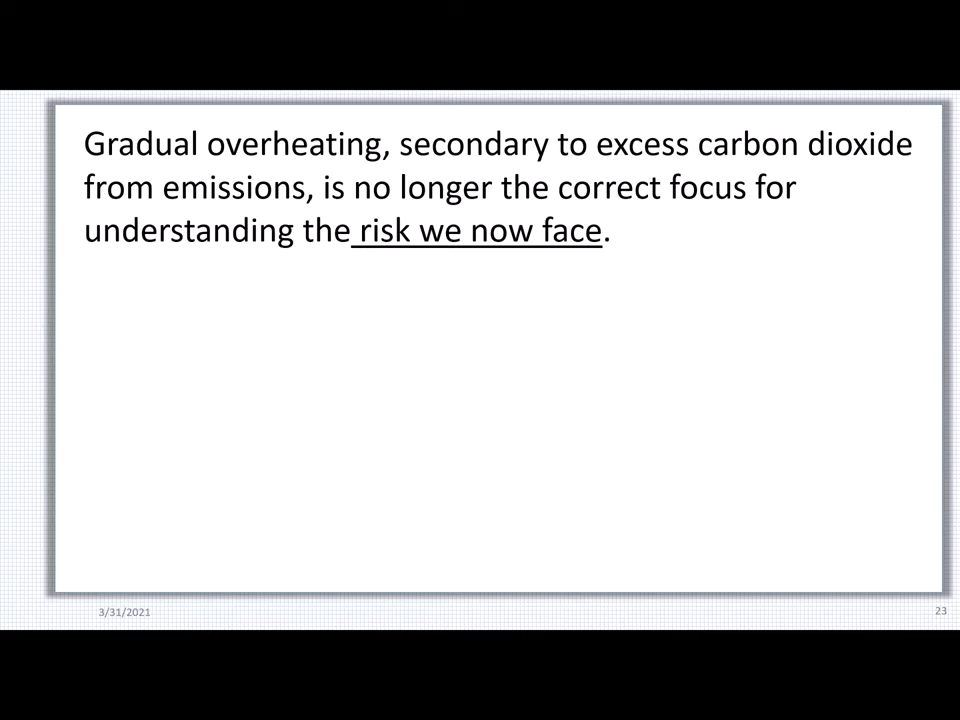 Gradual overheating, secondary to excess carbon dioxide
from emissions, is no longer the correct focus for
understanding the risk we now face.
3/31/2021
23